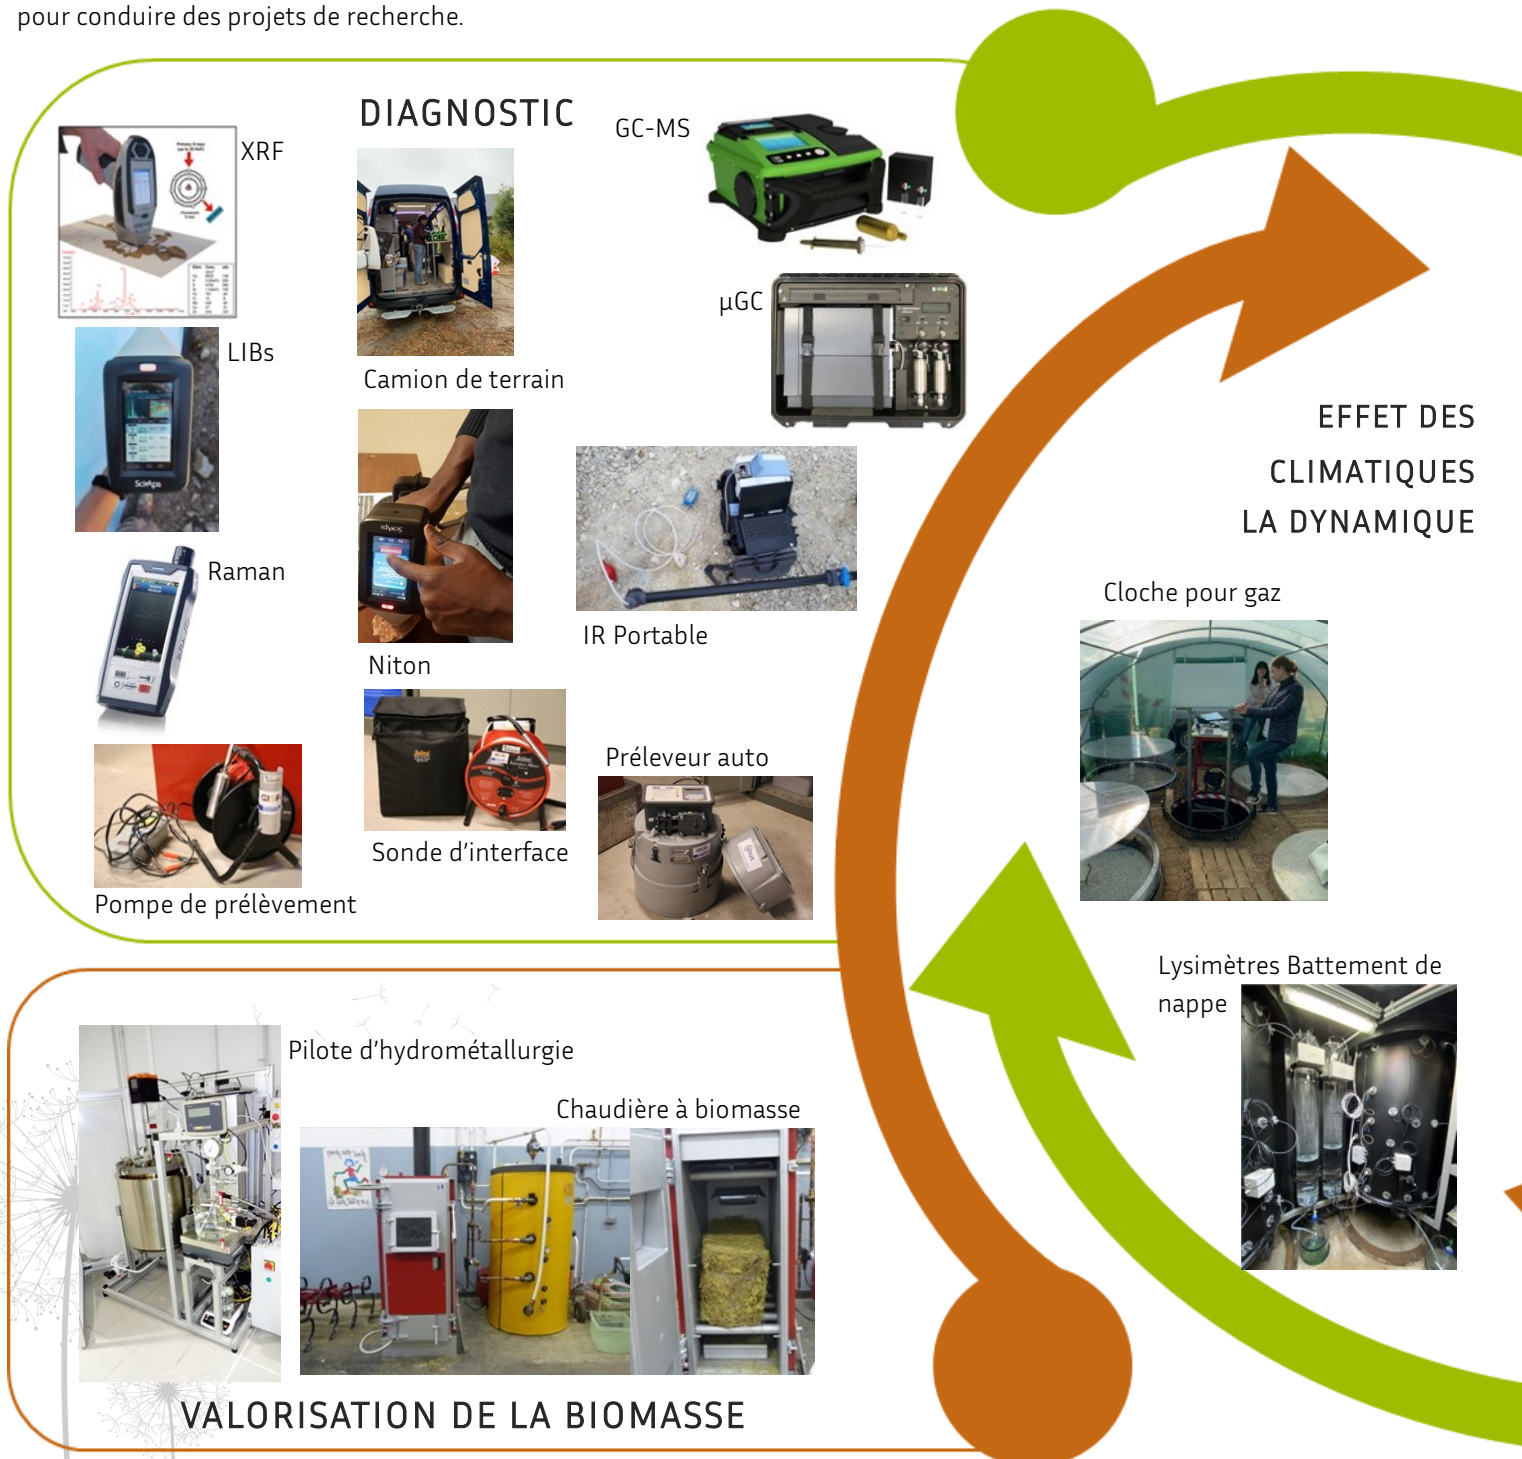 pour conduire des projets de recherche.
DIAGNOSTIC
XRF
GC-MS
µGC
LIBs
Camion de terrain
SciAps
Raman
Niton
IR Portable
Sonde d'interface
Préleveur auto
Pompe de prélèvement
EFFET DES
CLIMATIQUES
LA DYNAMIQUE
Cloche pour gaz
Lysimètres Battement de
nappe
Pilote d'hydrométallurgie
Chaudière à biomasse
VALORISATION DE LA BIOMASSE